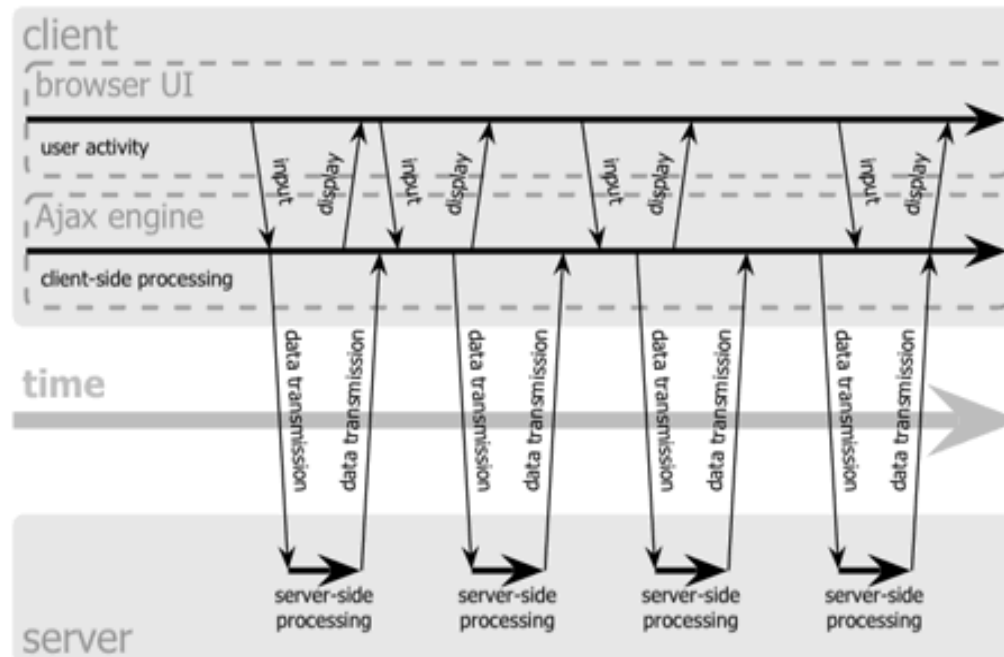 client
browser UI
user activity
input
display
input
display
input
display
input
display
Ajax engine
client-side processing
data transmission
data transmission
data transmission
data transmission
data transmission
data transmission
data transmission
data transmission
time
server-side
processing
server-side
processing
server-side
processing
server-side
processing
server